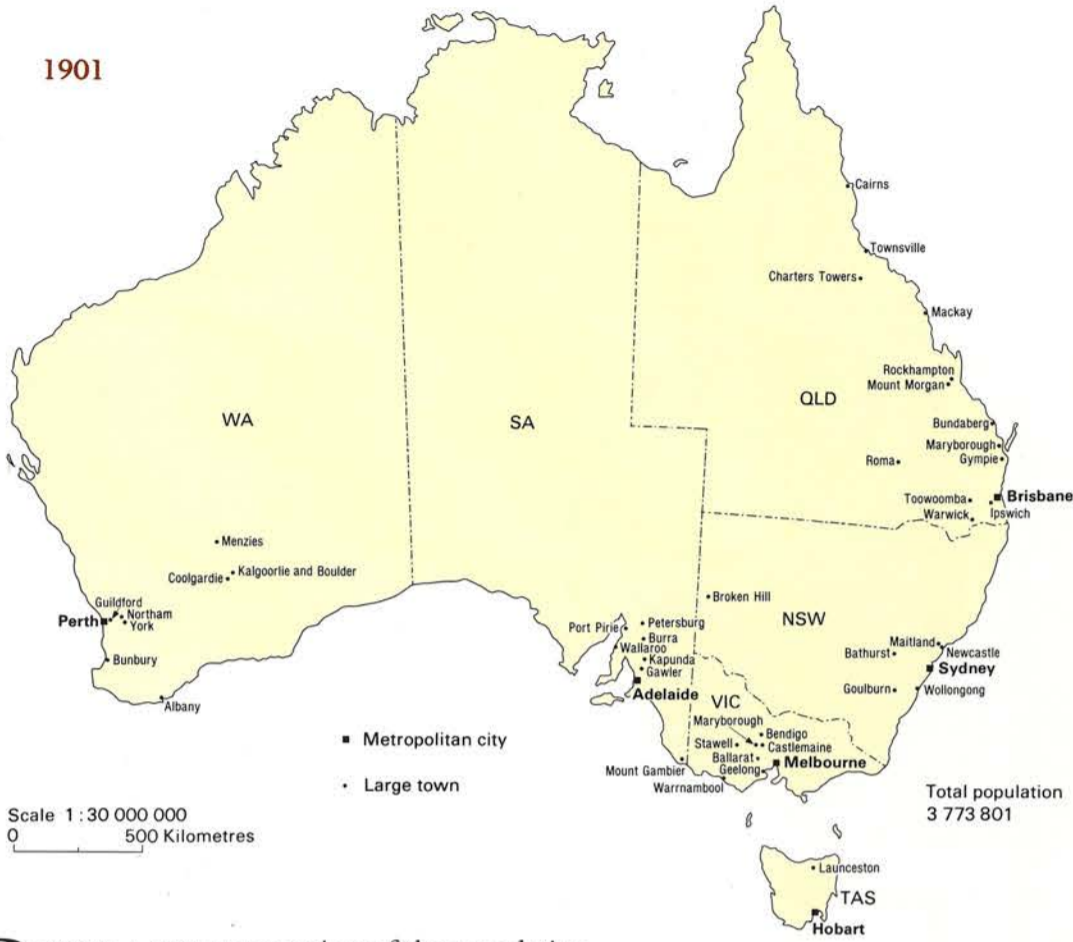 1901
Cairns
Townsville
Charters Towers
Mackay
Rockhampton
Mount Morgan
QLD
WA
SA
Bundaberg
Maryborough
Gympie
Roma
Toowoomba
Brisbane
Ipswich
Warwick
Menzies
Kalgoorlie and Boulder
Coolgardie
Guildford
Northam
Perth
York
Bunbury
Albany
Broken Hill
NSW
Port Pirie
Petersburg
Burra
Wallaroo
Kapunda
Gawler
Adelaide
Maitland
Newcastle
Bathurst
Sydney
Goulburn
Wollongong
VIC
Maryborough
Bendigo
Stawell
Castlemaine
Ballarat
Melbourne
Geelong
Mount Gambier
Warrnambool
Metropolitan city
Large town
Total population
3 773 801
Scale 1:30 000 000
0 500 Kilometres
Launceston
TAS
Hobart